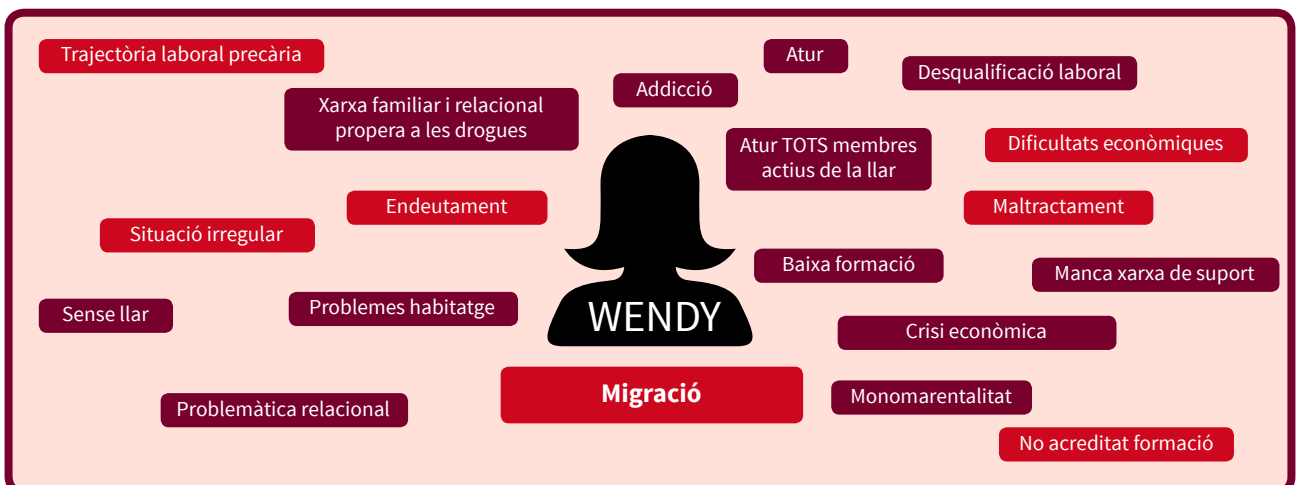 Trajectòria laboral precària
Atur
Desqualificació laboral
Addicció
Xarxa familiar i relacional
propera a les drogues
Atur TOTS membres
actius de la llar
Dificultats econòmiques
Endeutament
Maltractament
Situació irregular
Baixa formació
Manca xarxa de suport
Sense llar
Problemes habitatge
WENDY
Crisi econòmica
Migració
Monomarentalitat
Problemàtica relacional
No acreditat formació